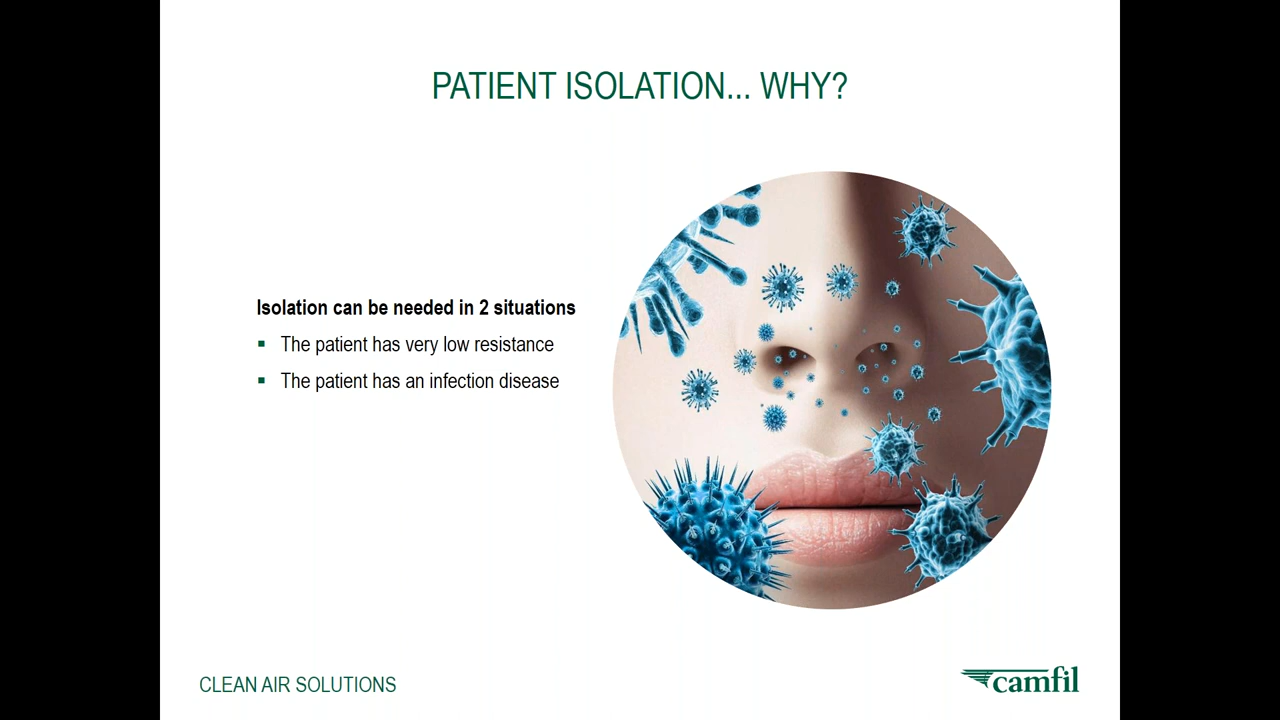 PATIENT ISOLATION... WHY?
Isolation can be needed in 2 situations
▪ The patient has very low resistance
▪ The patient has an infection disease
CLEAN AIR SOLUTIONS
camfil